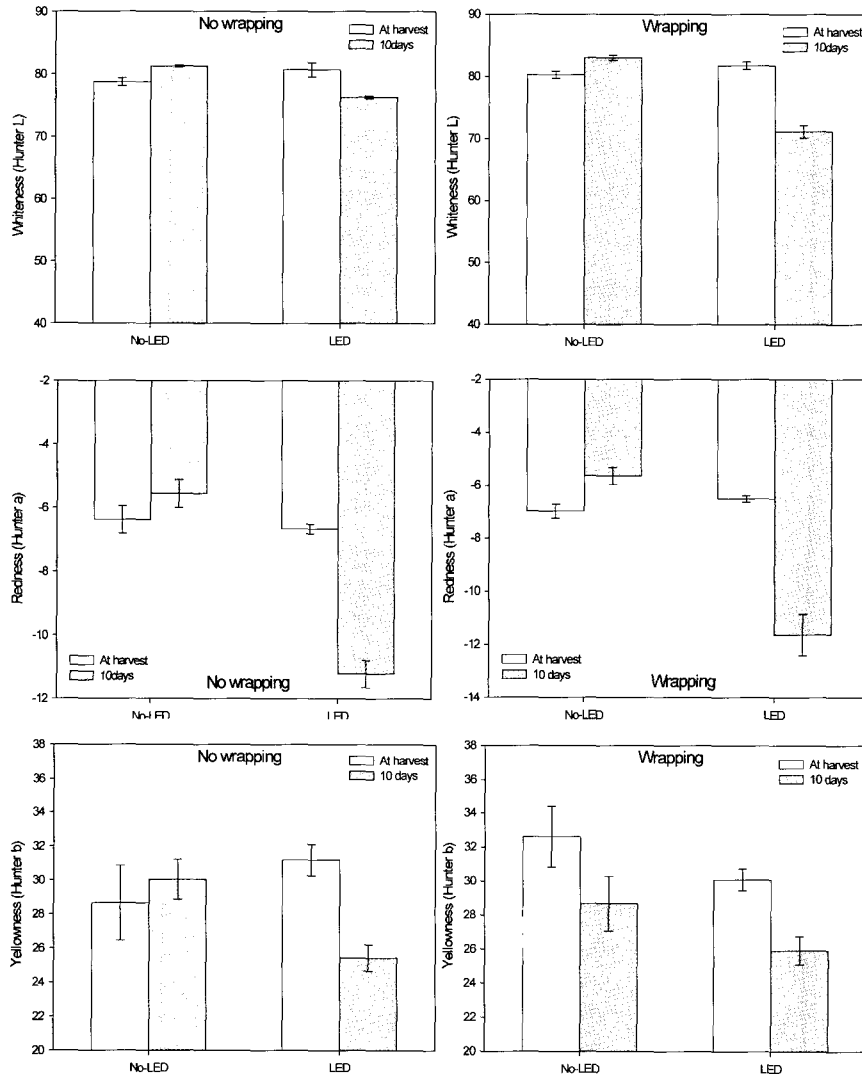 No wrapping
At harvest
10days
Whiteness (Hunter L)
90
80
70
60
50
40
No-LED
LED
Wrapping
At harvest
10days
Whiteness (Hunter L)
90
80
70
60
50
40
No-LED
LED
Redness (Hunter a)
-2
-4
-6
-8
-10
-12
At harvest
10days
No wrapping
No-LED
LED
Redness (Hunter a)
-2
-4
-6
-8
-10
-12
-14
At harvest
10 days
Wrapping
No-LED
LED
No wrapping
At harvest
10 days
Yellowness (Hunter b)
38
36
34
32
30
28
26
24
22
20
No-LED
LED
Wrapping
At harvest
10 days
Yellowness (Hunter b)
38
36
34
32
30
28
26
24
22
20
No-LED
LED